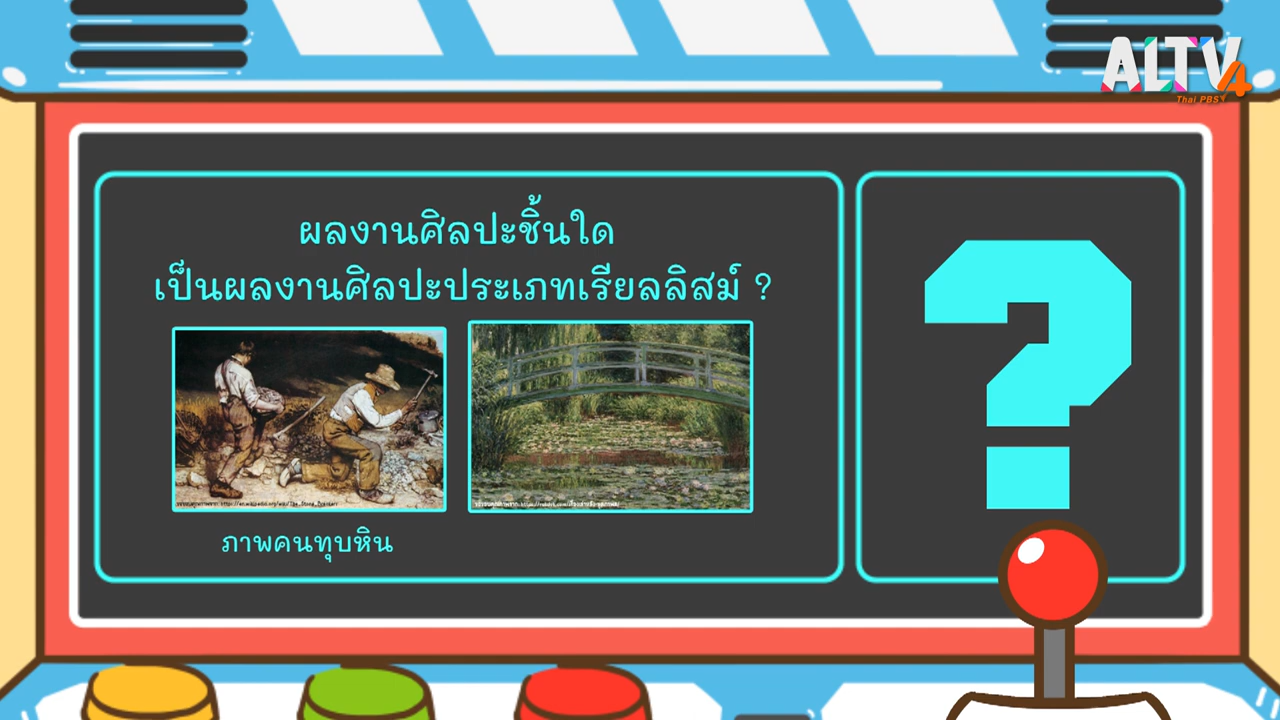 ALTV4
Thai PBS
ผลงานศิลปะชิ้นใด
เป็นผลงานศิลปะประเภทเรียลลิสม์ ?
ภาพคนทุบหิน